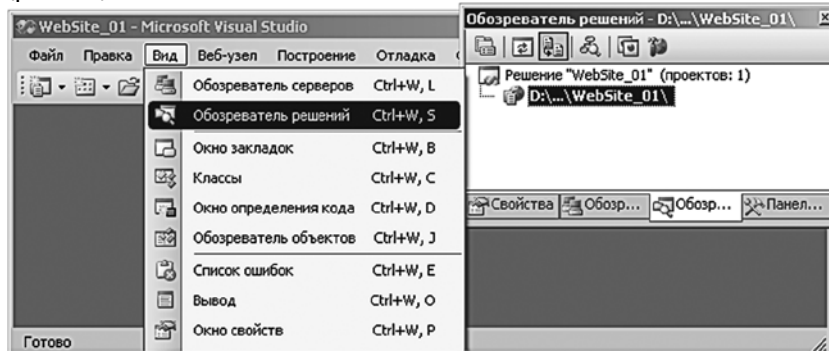 WebSite_01 - Microsoft Visual Studio
Файл Правка Вид Веб-узел Построение Отладка
Обозреватель серверов Ctrl+W, L
Обозреватель решений Ctrl+W, S
Окно закладок Ctrl+W, B
Классы Ctrl+W, C
Окно определения кода Ctrl+W, D
Обозреватель объектов Ctrl+W, J
Список ошибок Ctrl+W, E
Вывод Ctrl+W, O
Окно свойств Ctrl+W, P
Готово
Обозреватель решений - D:\...\WebSite_01\
Решение "WebSite_01" (проектов: 1)
D:\...\WebSite_01\
Свойства Обозр... Обозр... Панел...